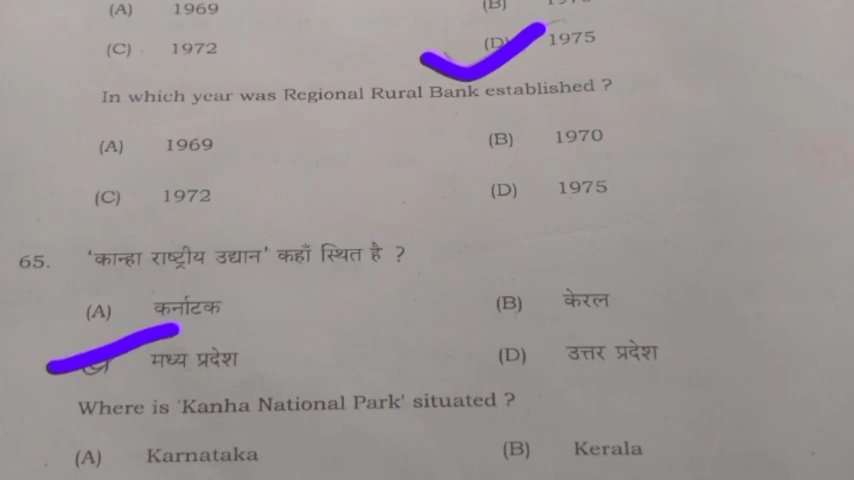 (A) 1969 (B)
(C) 1972 (D) 1975
In which year was Regional Rural Bank established ?
(A) 1969 (B) 1970
(C) 1972 (D) 1975
65. 'कान्हा राष्ट्रीय उद्यान' कहाँ स्थित है ?
(A) कर्नाटक (B) केरल
मध्य प्रदेश (D) उत्तर प्रदेश
Where is 'Kanha National Park' situated ?
(A) Karnataka (B) Kerala